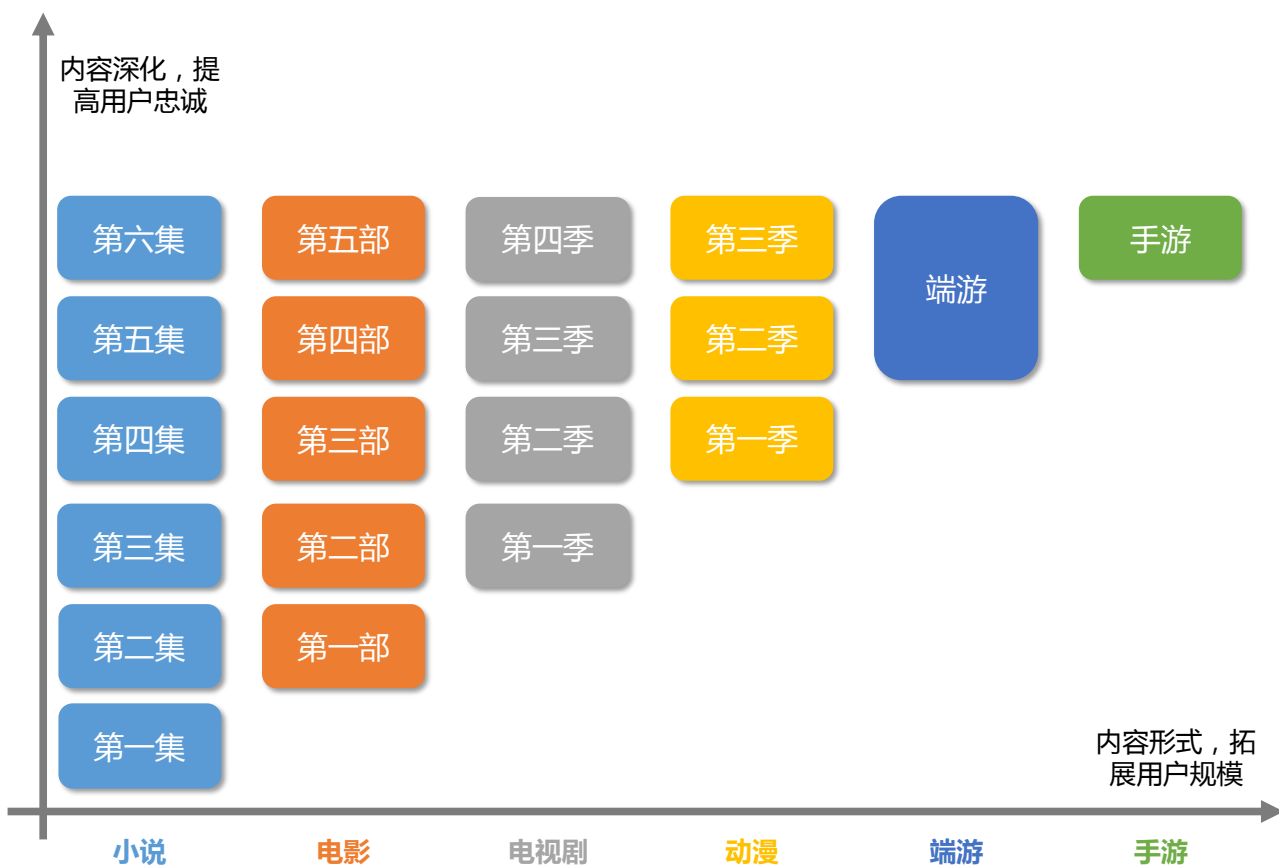 内容深化，提
高用户忠诚
第六集 第五部 第四季 第三季 端游 手游
第五集 第四部 第三季 第二季
第四集 第三部 第二季 第一季
第三集 第二部 第一季
第二集 第一部
第一集
内容形式，拓
展用户规模
小说 电影 电视剧 动漫 端游 手游